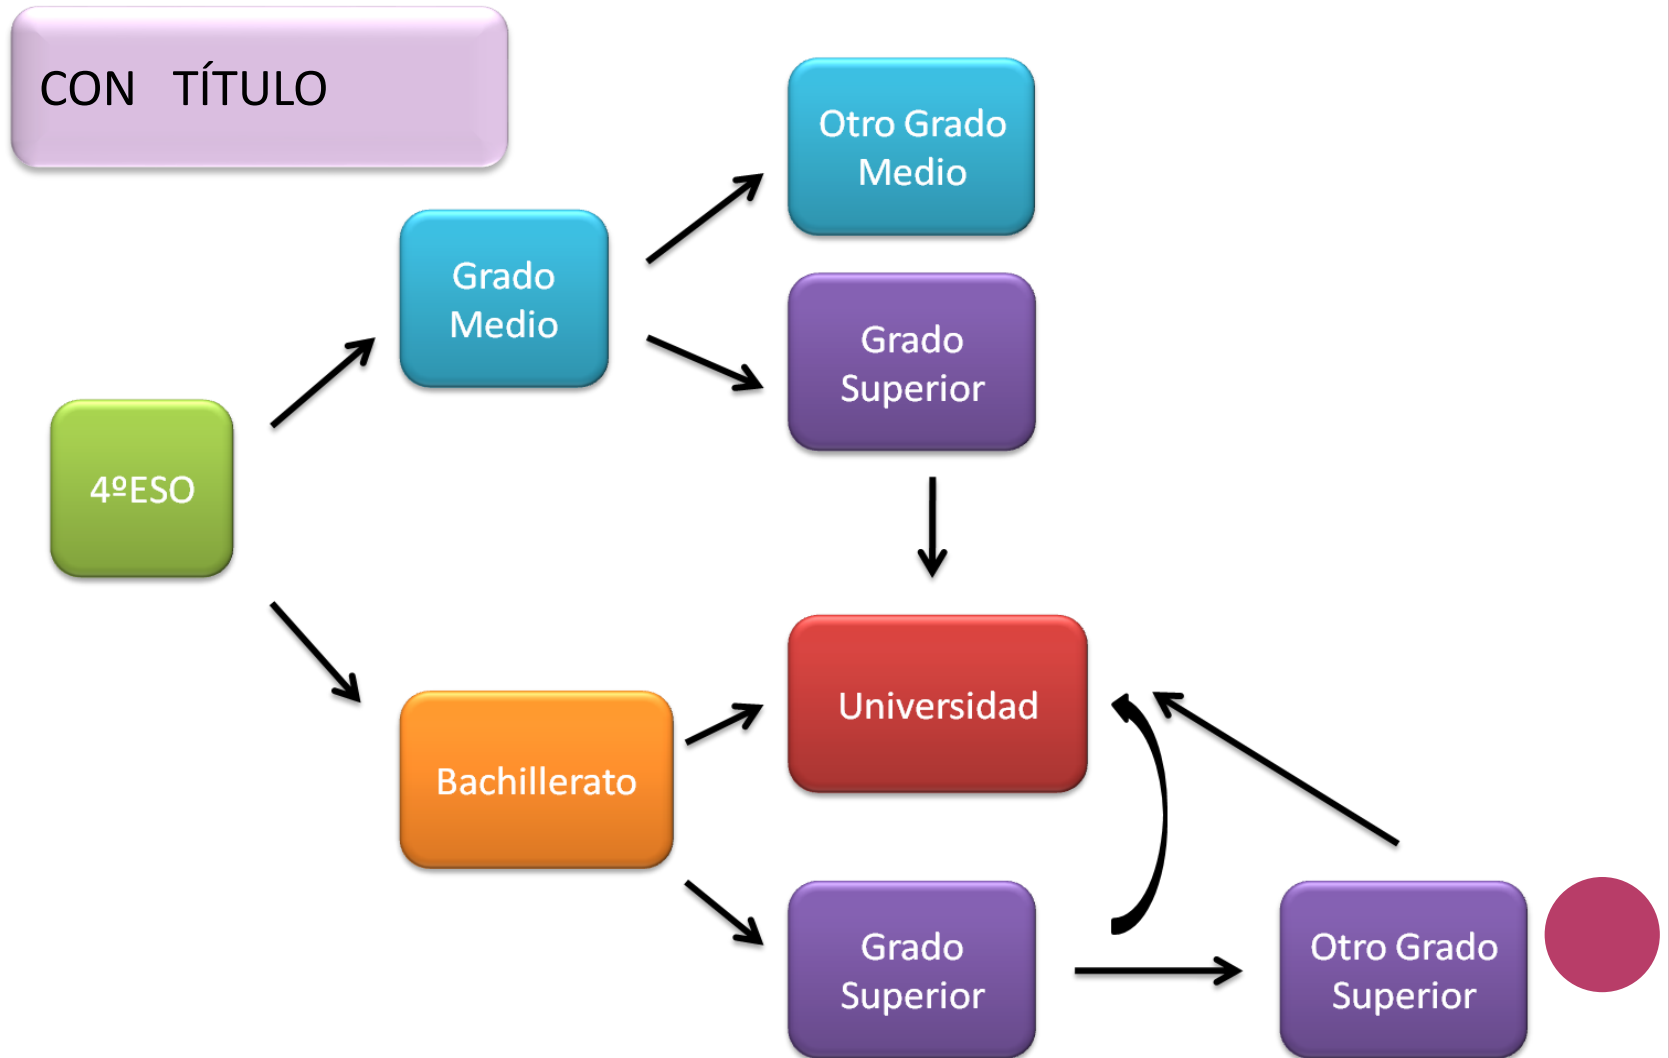 CON TÍTULO
Otro Grado
Medio
Grado
Medio
Grado
Superior
4ºESO
Universidad
Bachillerato
Grado
Superior
Otro Grado
Superior